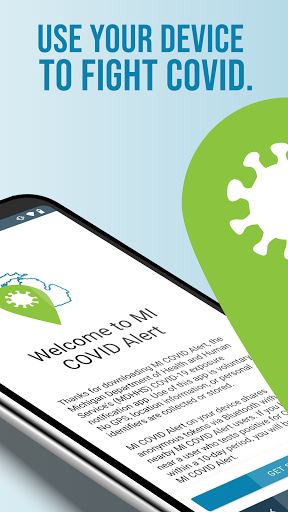 USE YOUR DEVICE
TO FIGHT COVID.
Welcome to MI
COVID Alert
Thanks for downloading MI COVID Alert, the
Michigan Department of Health and Human
Service's (MDHHS) COVID-19 exposure
notification app. Use of this app is voluntary.
No GPS, location information, or personal
identifiers are collected or stored.
MI COVID Alert on your device shares
anonymous tokens via Bluetooth with
nearby MI COVID Alert users. If you
near a user who tests positive for
within a 10-day period, you will be
MI COVID Alert.
GET